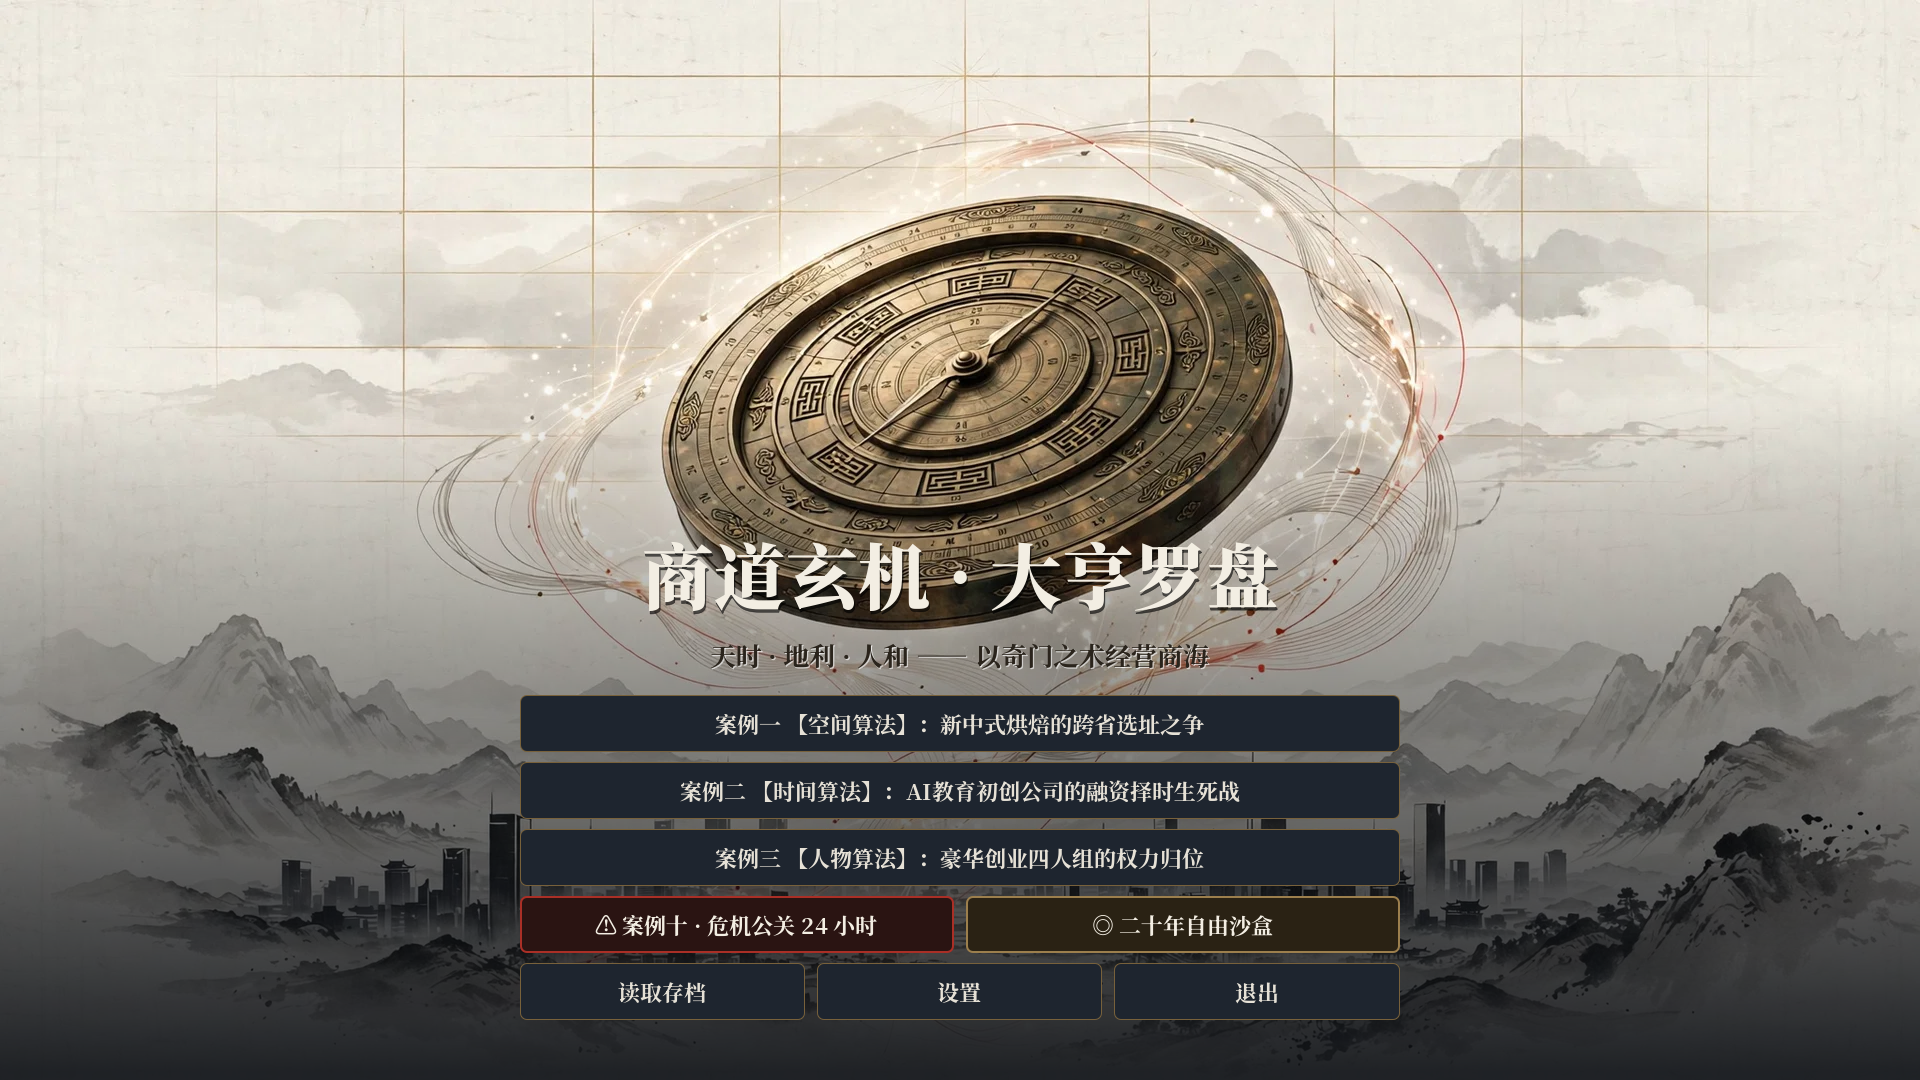 商道玄机 · 大亨罗盘
天时 · 地利 · 人和 —— 以奇门之术经营商海
案例一 【空间算法】：新中式烘焙的跨省选址之争
案例二 【时间算法】：AI教育初创公司的融资择时生死战
案例三 【人物算法】：豪华创业四人组的权力归位
⚠ 案例十 · 危机公关 24 小时
◎ 二十年自由沙盒
读取存档
设置
退出